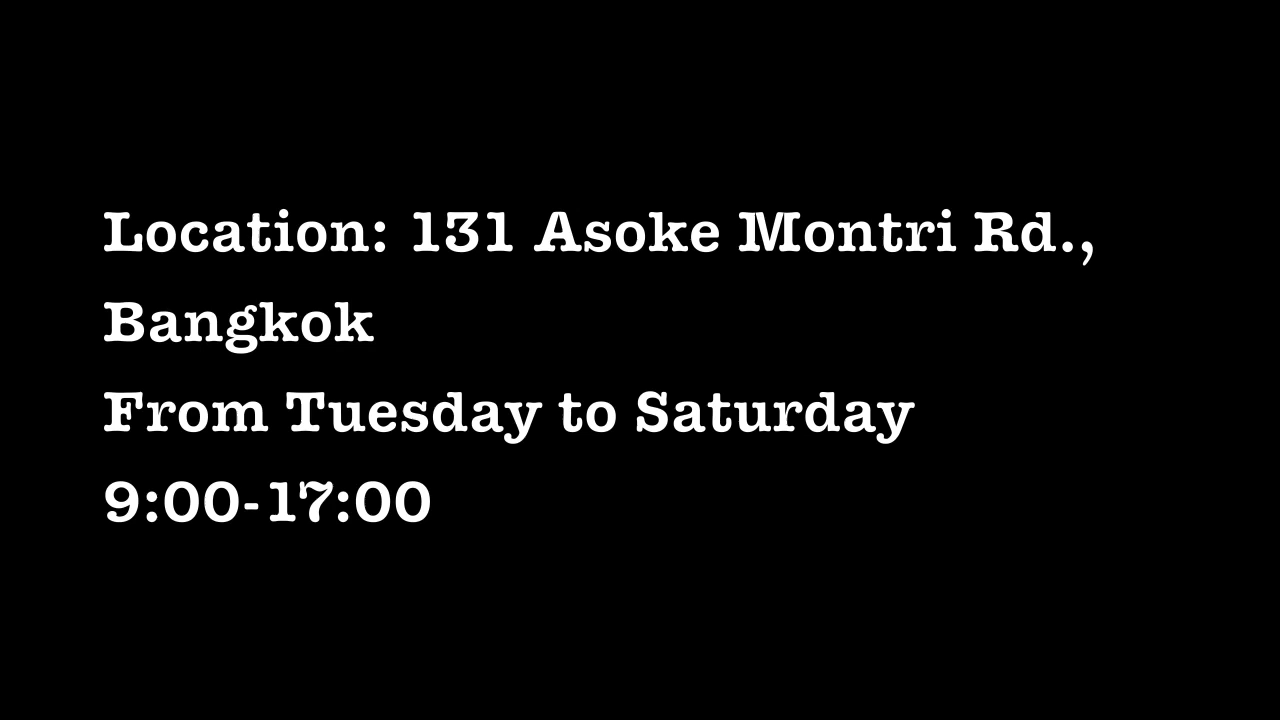 Location: 131 Asoke Montri Rd.,
Bangkok
From Tuesday to Saturday
9:00-17:00